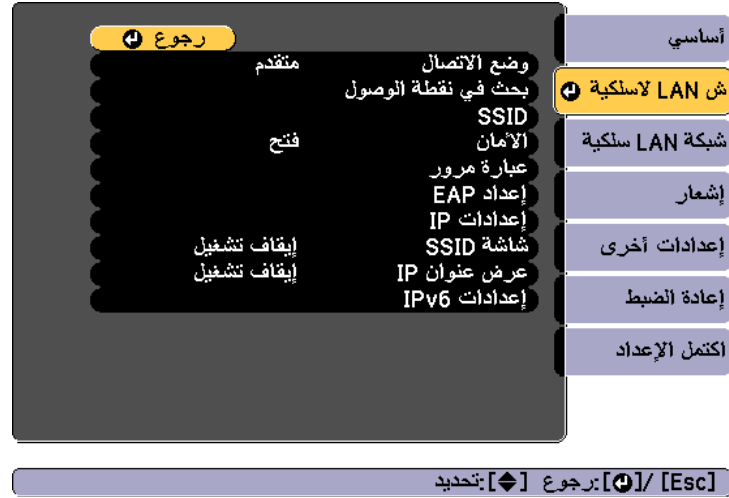 رجوع
وضع الاتصال متقدم
بحث في نقطة الوصول
SSID
الأمان فتح
عبارة مرور
إعداد EAP
إعدادات IP
شاشة SSID إيقاف تشغيل
عرض عنوان IP إيقاف تشغيل
إعدادات IPv6
أساسي
ش LAN لاسلكية
شبكة LAN سلكية
إشعار
إعدادات أخرى
إعادة الضبط
اكتمل الإعداد
[Esc] /[]:رجوع []:تحديد